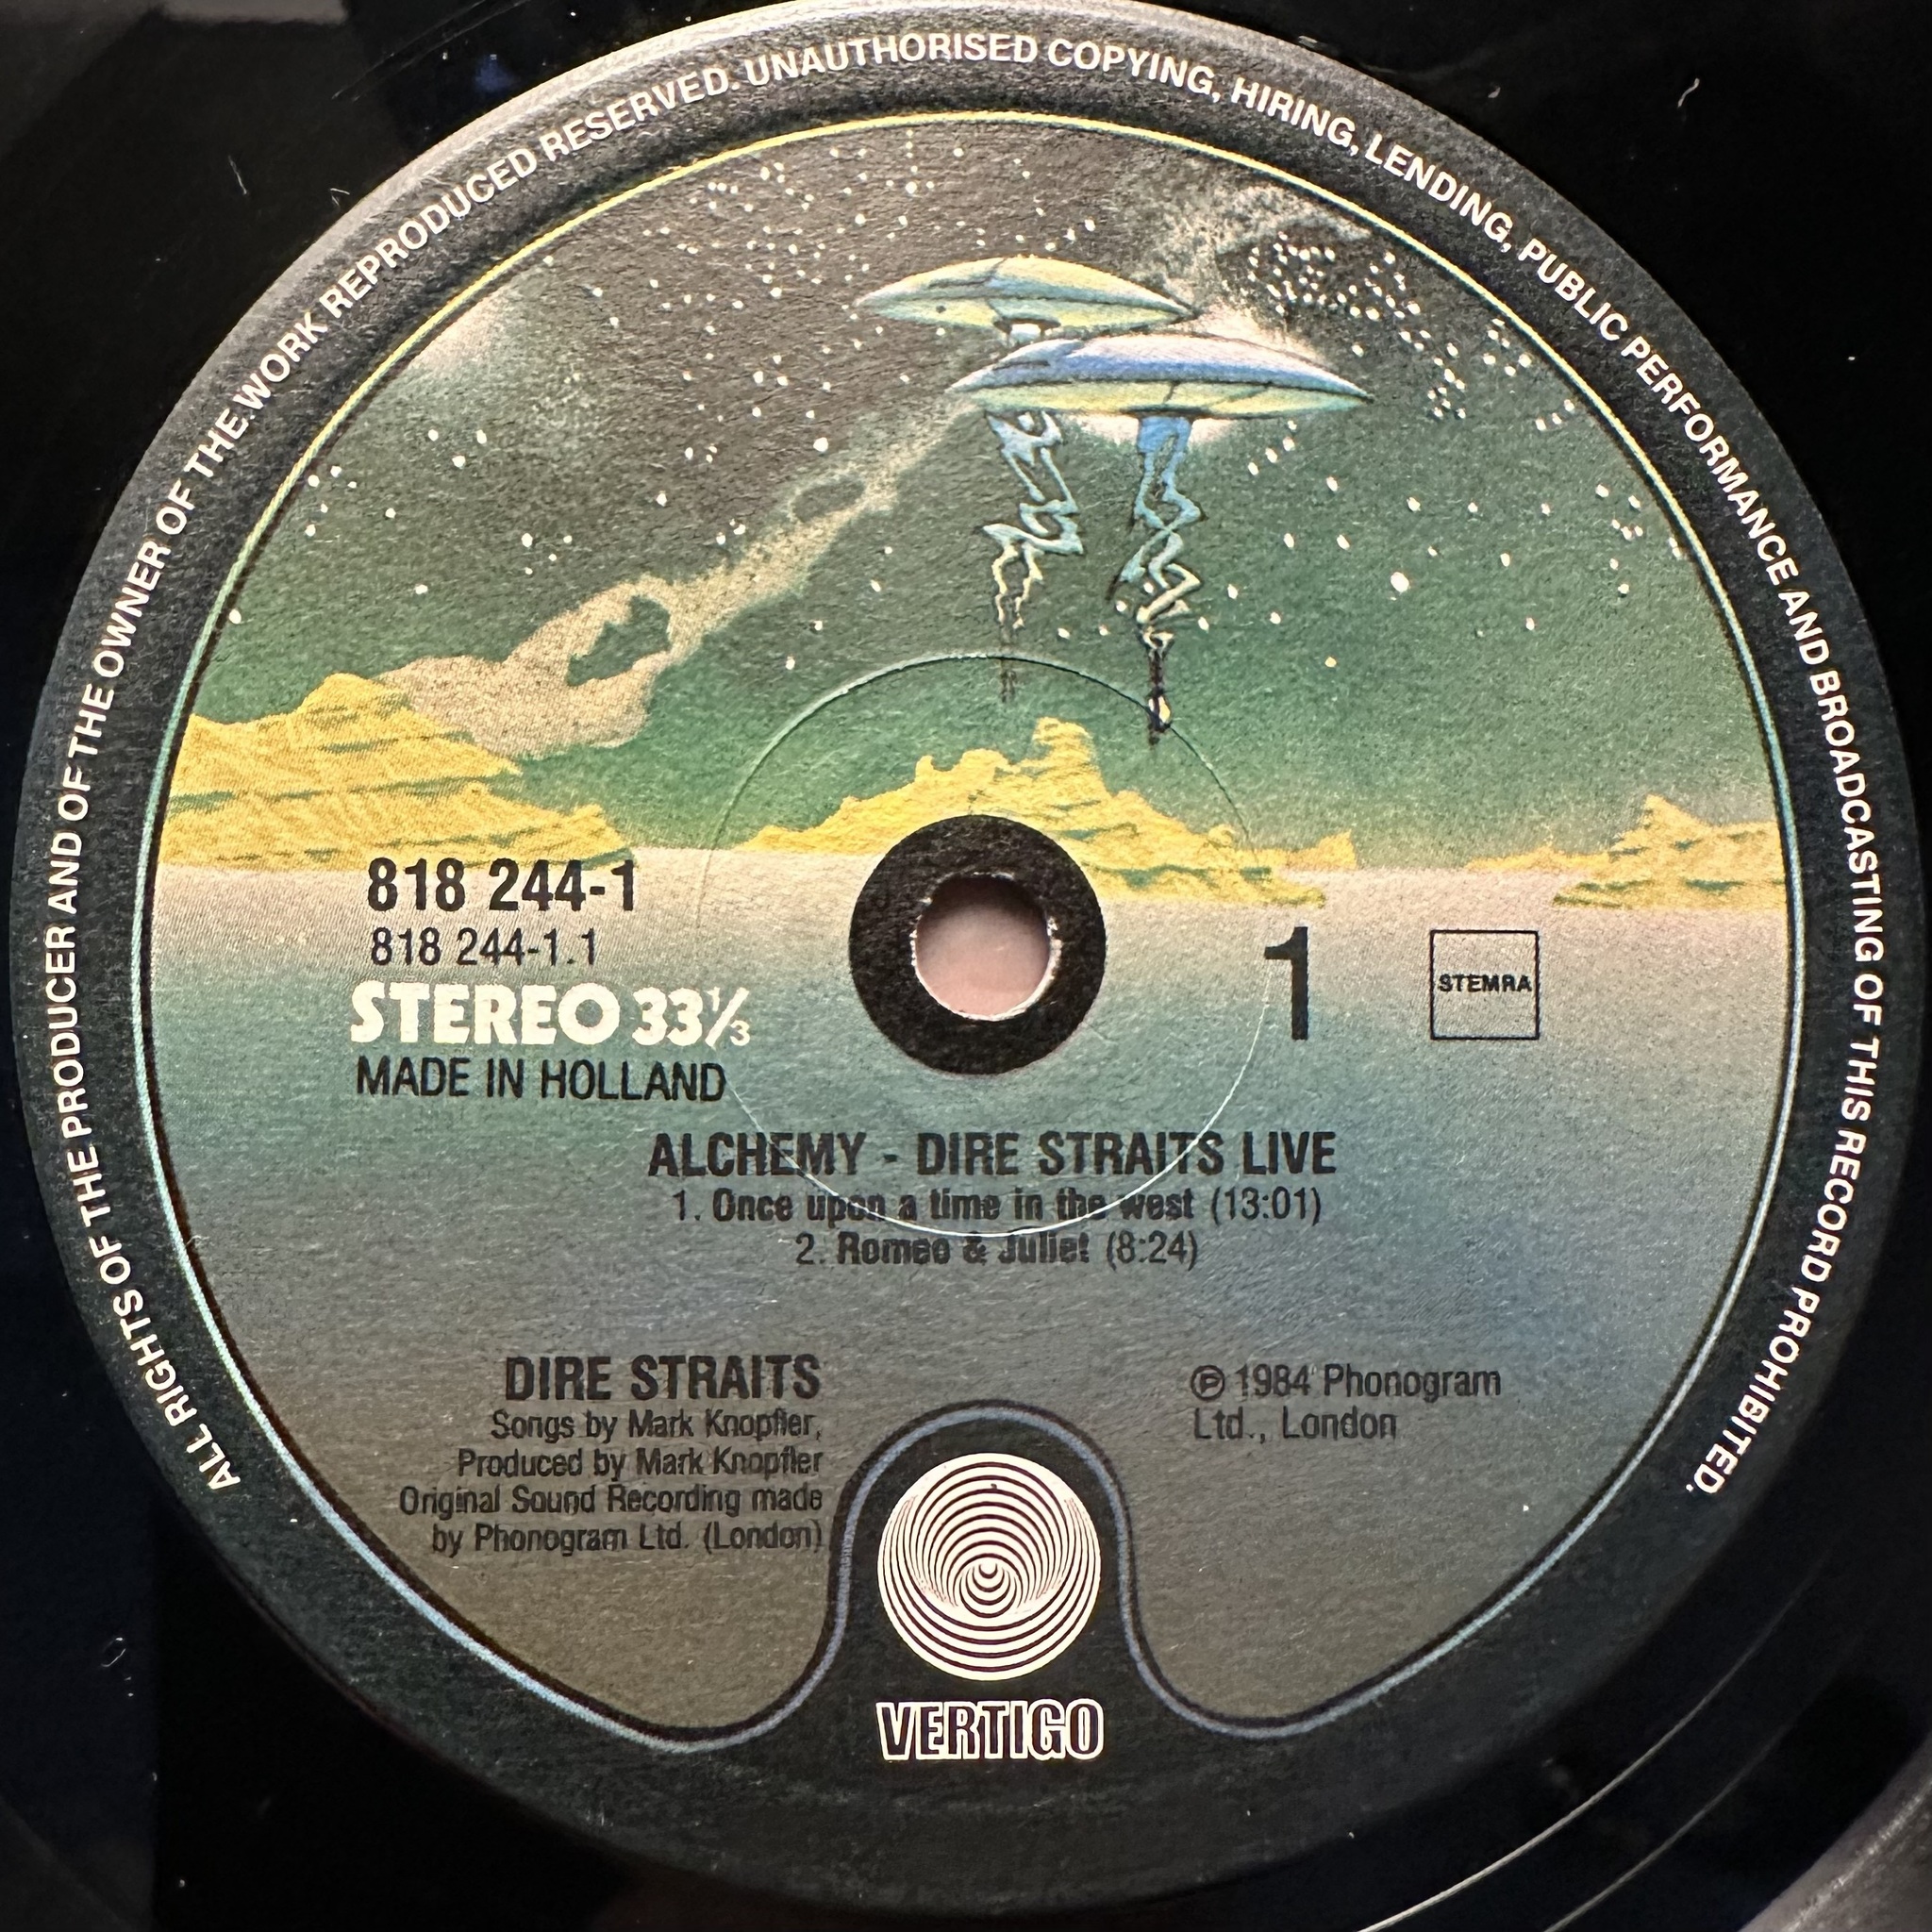 ALL RIGHTS OF THE PRODUCER AND OF THE OWNER OF THE WORK REPRODUCED RESERVED. UNAUTHORISED COPYING, HIRING, LENDING, PUBLIC PERFORMANCE AND BROADCASTING OF THIS RECORD PROHIBITED.
818 244-1
818 244-1.1
STEREO 33⅓
MADE IN HOLLAND
1
STEMRA
ALCHEMY - DIRE STRAITS LIVE
1. Once upon a time in the west (13:01)
2. Romeo & Juliet (8:24)
DIRE STRAITS
Songs by Mark Knopfler,
Produced by Mark Knopfler
Original Sound Recording made
by Phonogram Ltd. (London)
℗ 1984 Phonogram
Ltd., London
VERTIGO